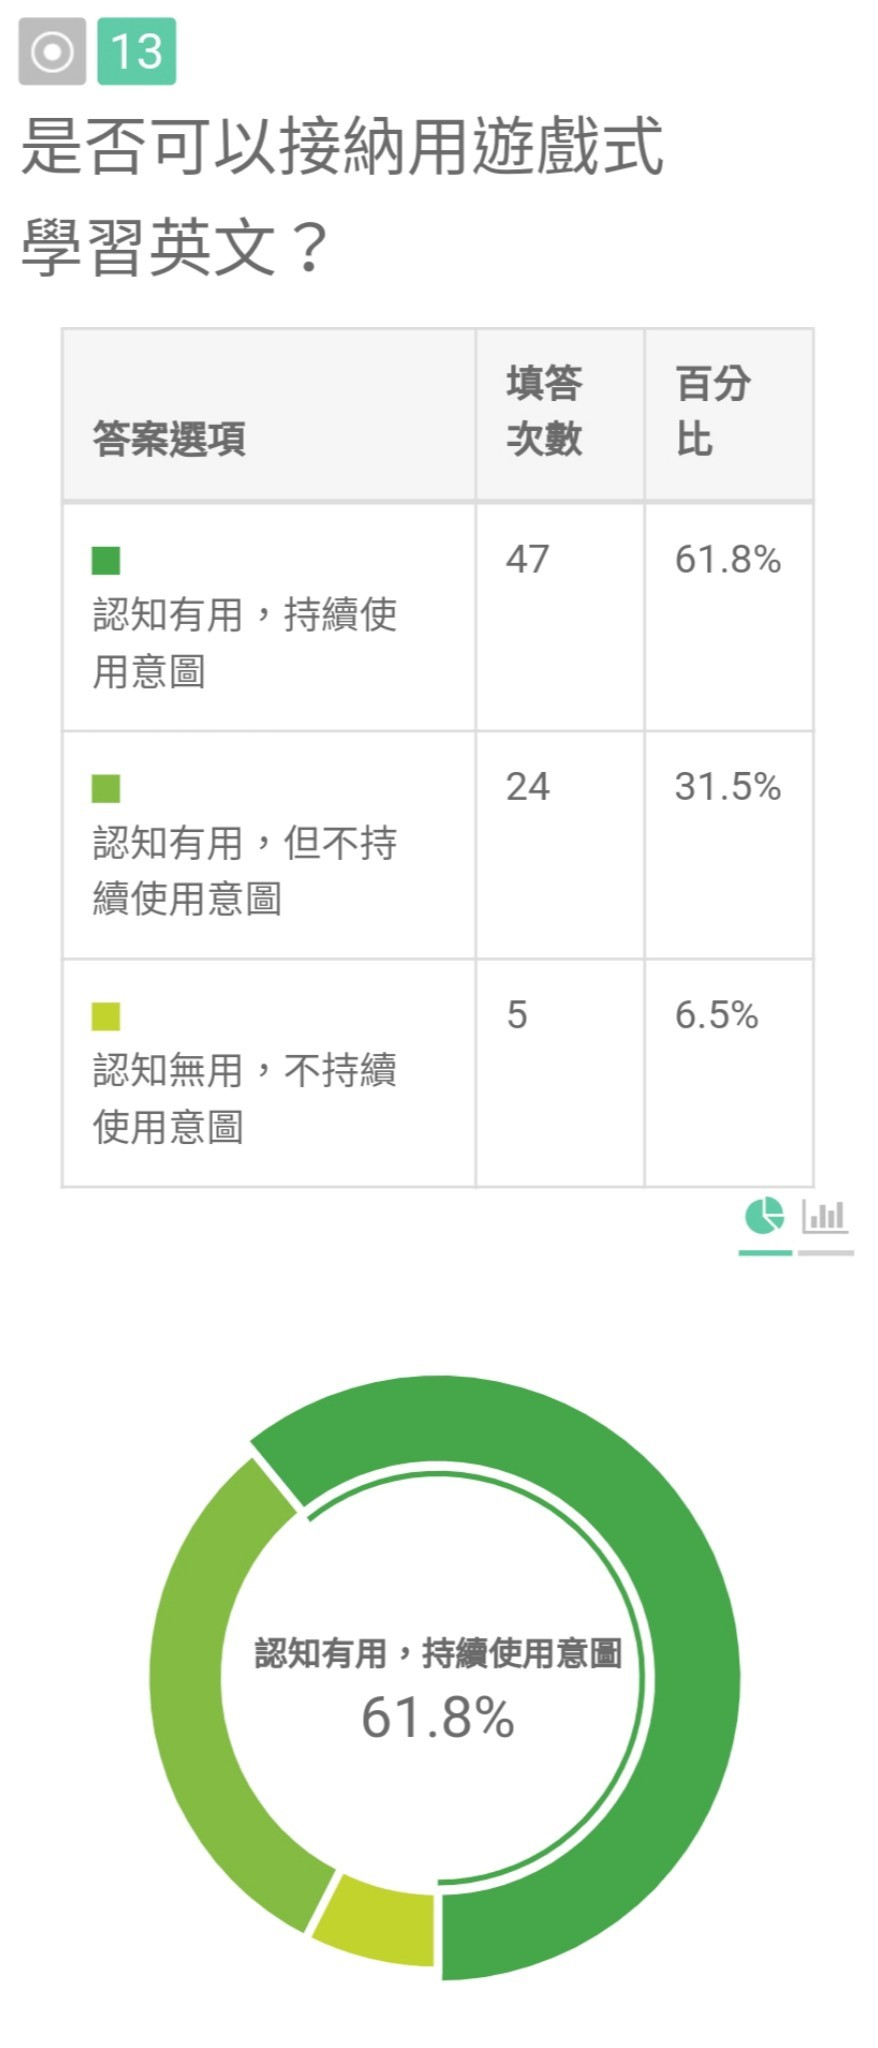 13
是否可以接納用遊戲式
學習英文？
答案選項
填答
次數
百分
比
認知有用，持續使
用意圖
47
61.8%
認知有用，但不持
續使用意圖
24
31.5%
認知無用，不持續
使用意圖
5
6.5%
認知有用，持續使用意圖
61.8%